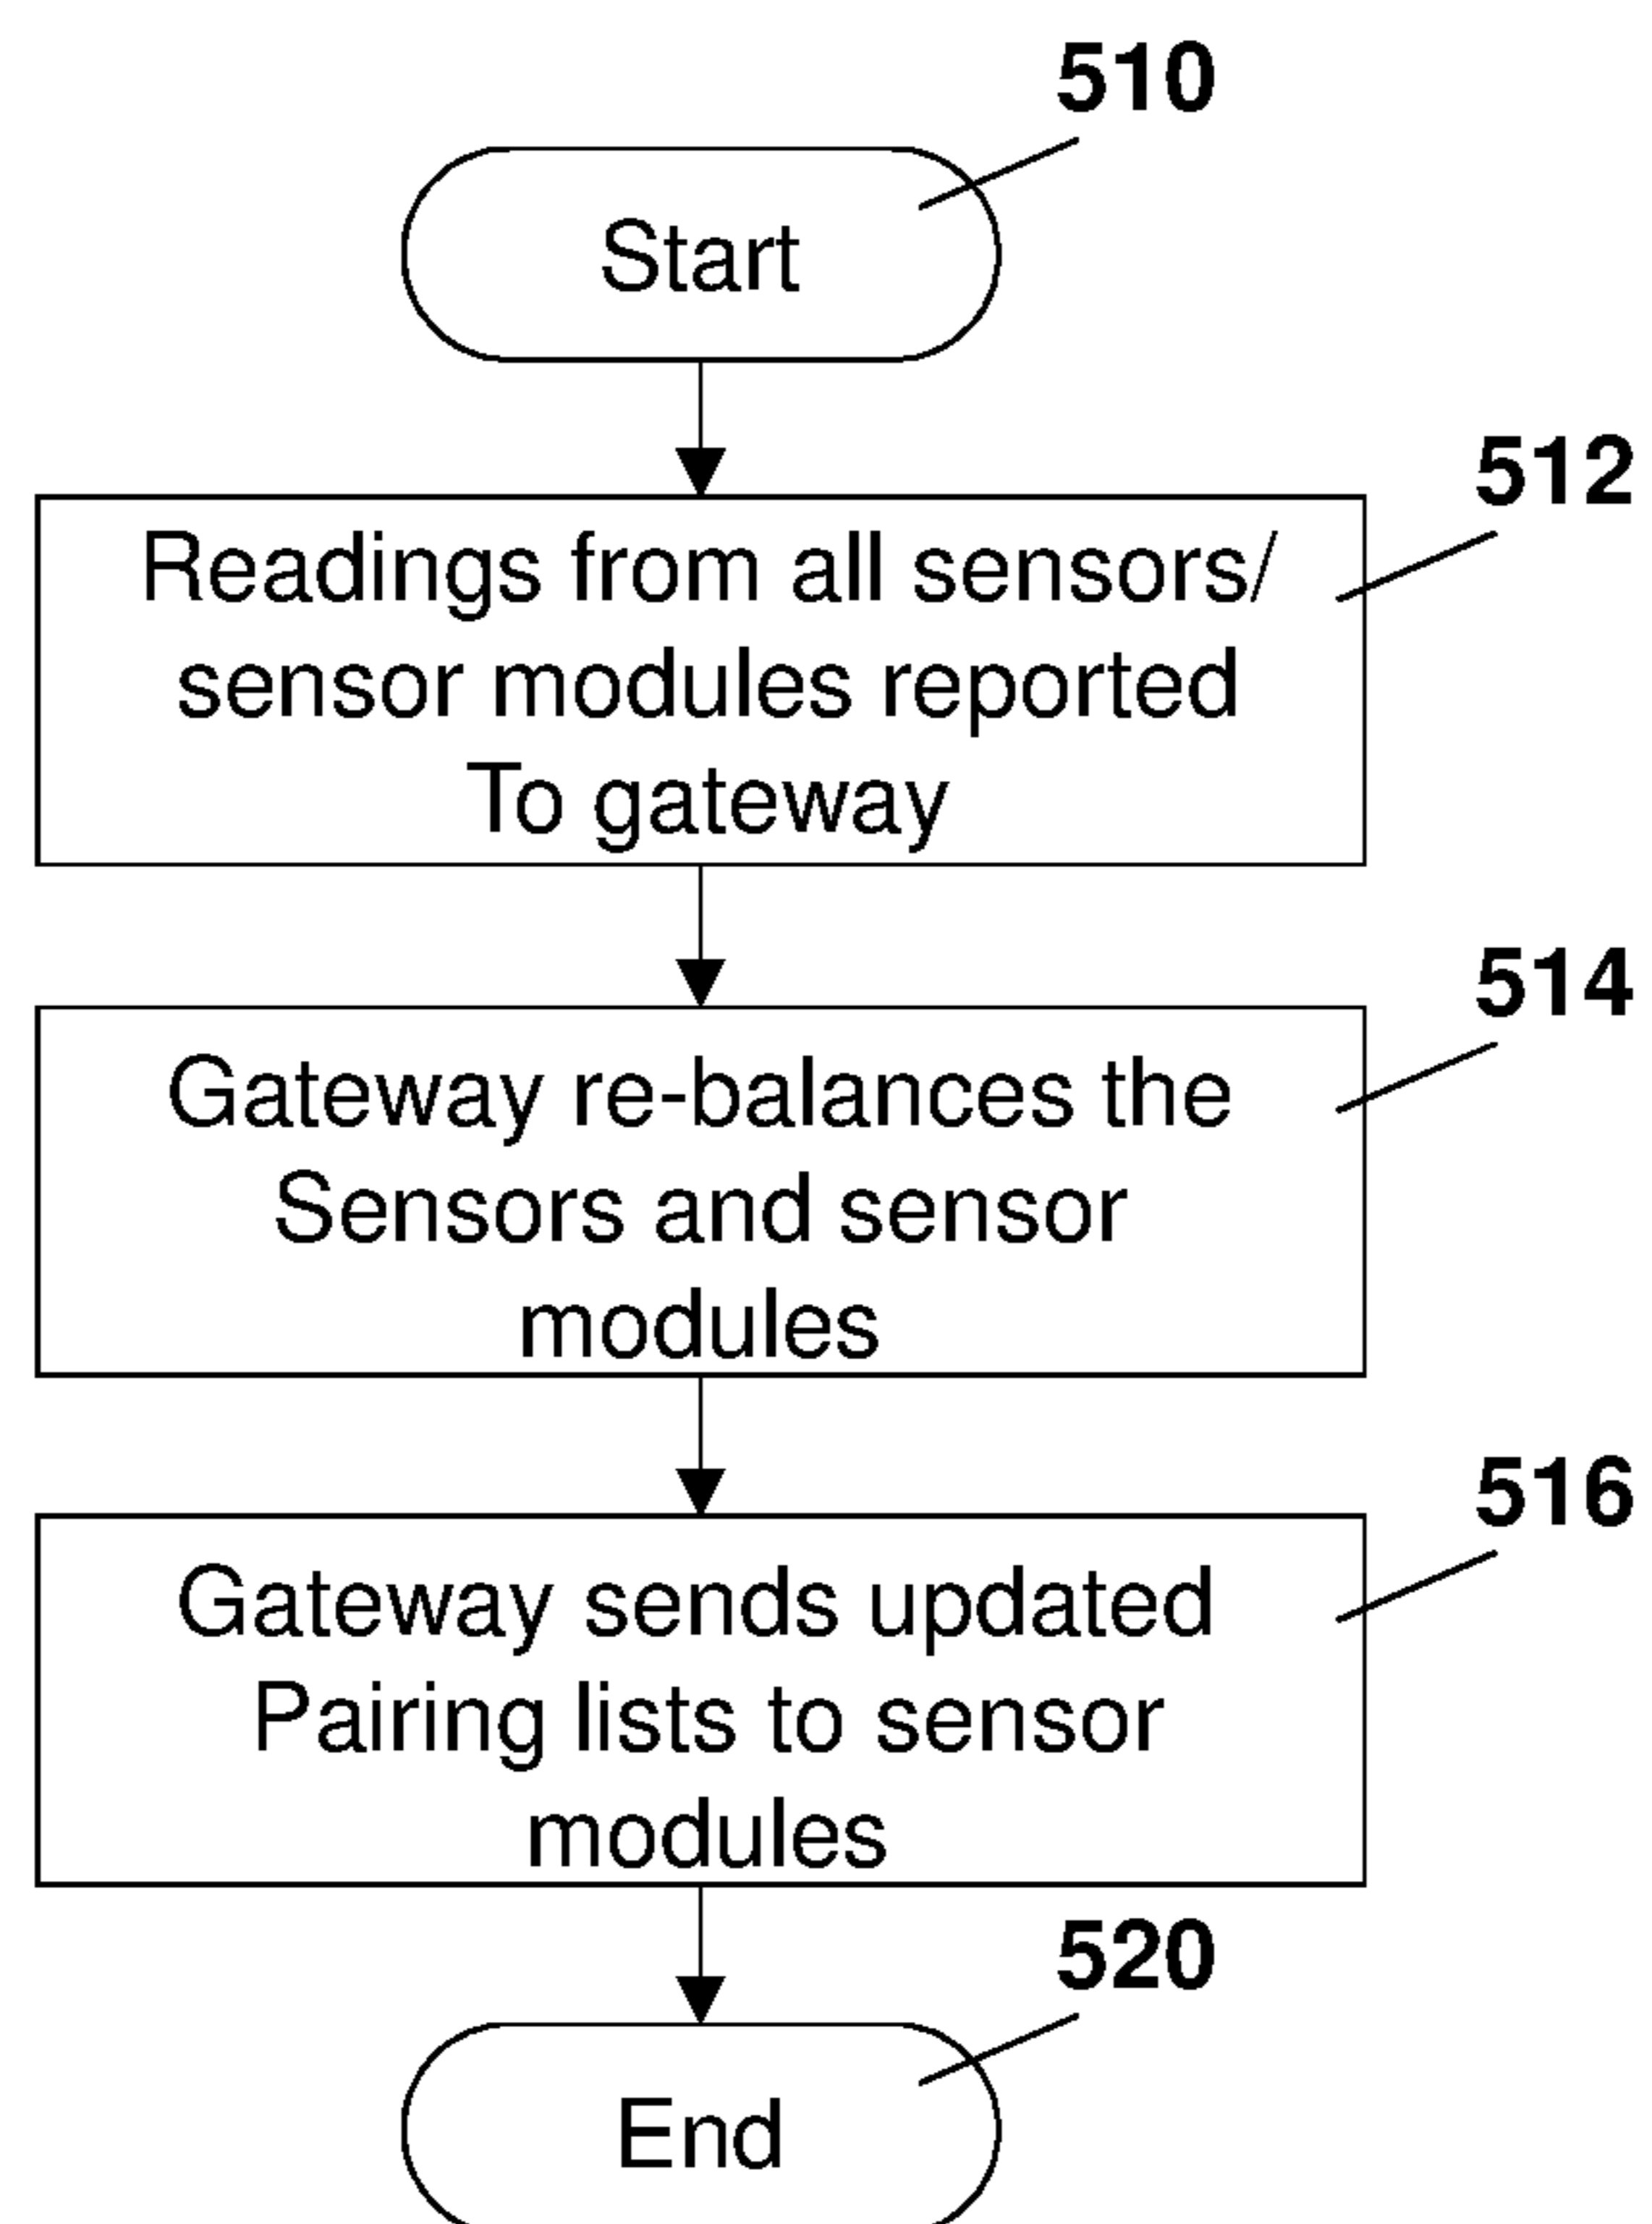 510
Start
512
Readings from all sensors/
sensor modules reported
To gateway
514
Gateway re-balances the
Sensors and sensor
modules
516
Gateway sends updated
Pairing lists to sensor
modules
520
End